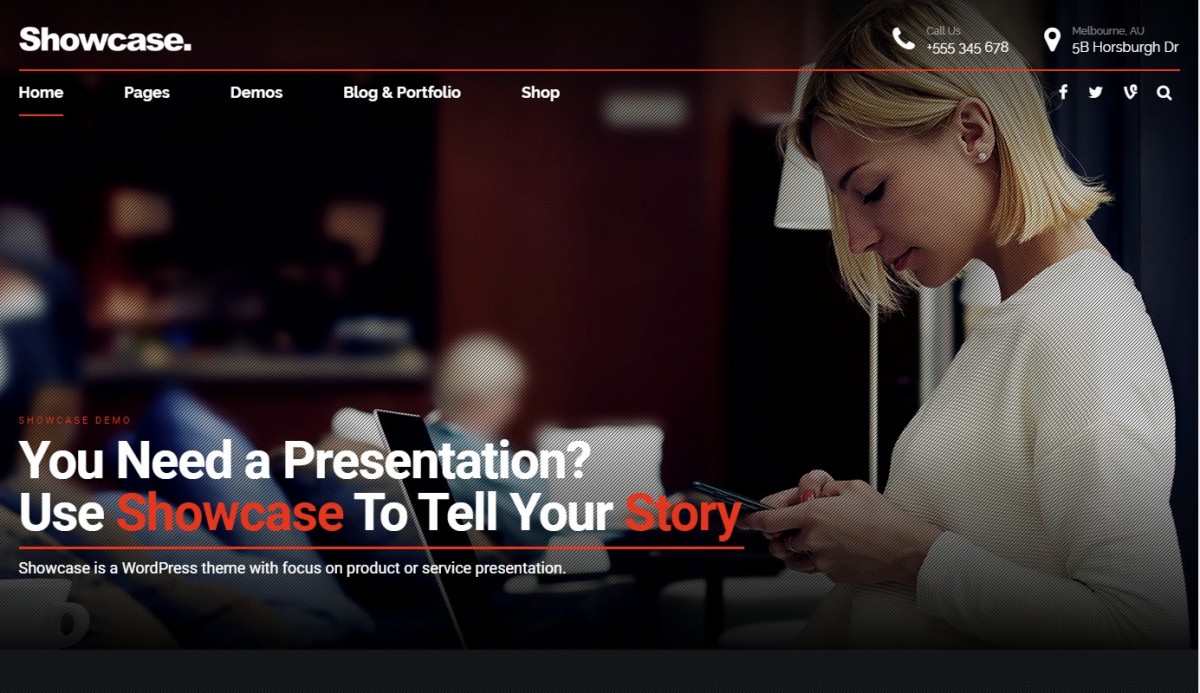 Showcase.
Call Us
+555 345 678
Melbourne, AU
5B Horsburgh Dr
Home Pages Demos Blog & Portfolio Shop
SHOWCASE DEMO
You Need a Presentation?
Use Showcase To Tell Your Story
Showcase is a WordPress theme with focus on product or service presentation.